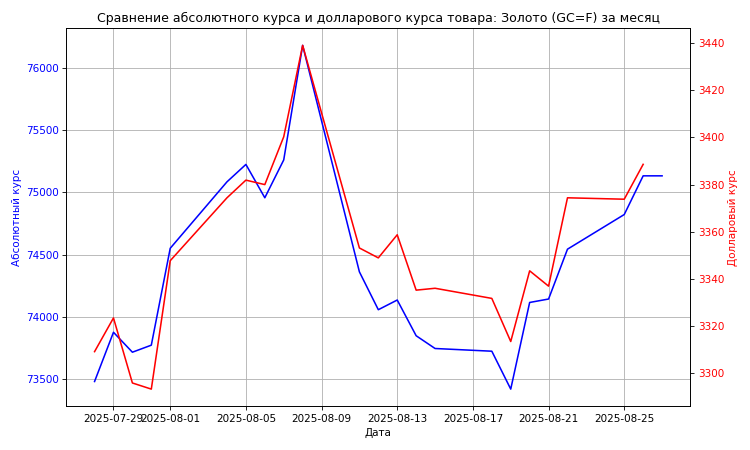 Сравнение абсолютного курса и долларового курса товара: Золото (GC=F) за месяц
Абсолютный курс
76000
75500
75000
74500
74000
73500
3440
3420
3400
3380
3360
3340
3320
3300
Долларовый курс
2025-07-29 2025-08-01 2025-08-05 2025-08-09 2025-08-13 2025-08-17 2025-08-21 2025-08-25
Дата